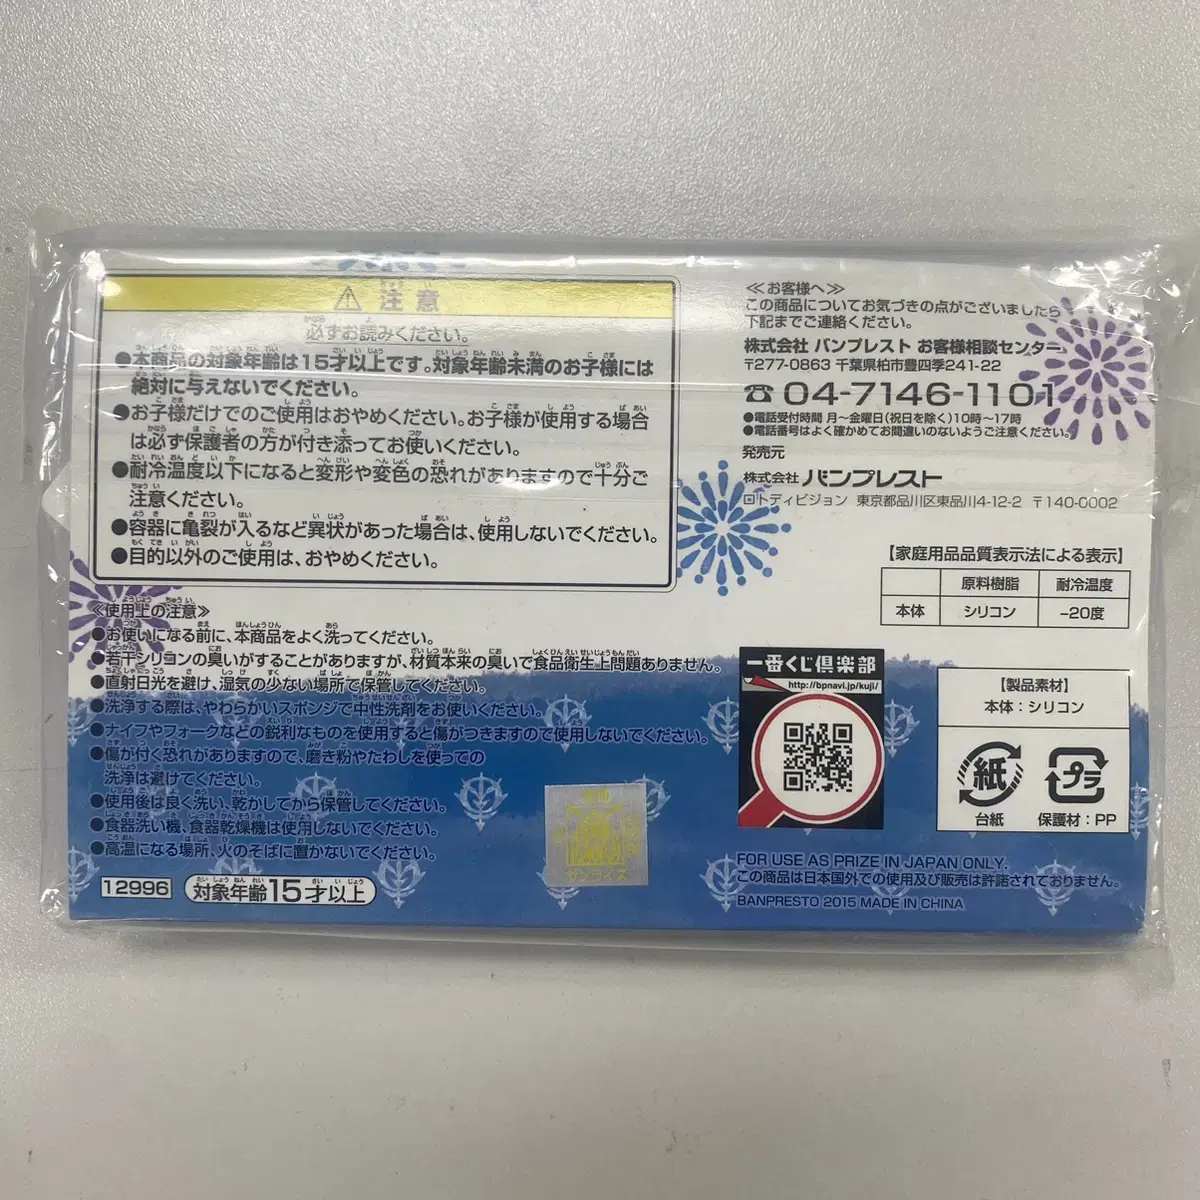 注意
必ずお読みください。
●本商品の対象年齢は15才以上です。対象年齢未満のお子様には
絶対に与えないでください。
●お子様だけでのご使用はおやめください。お子様が使用する場合
は必ず保護者の方が付き添ってお使いください。
●耐冷温度以下になると変形や変色の恐れがありますので十分ご
注意ください。
●容器に亀裂が入るなど異状があった場合は、使用しないでください。
●目的以外のご使用は、おやめください。
≪使用上の注意≫
●お使いになる前に、本商品をよく洗ってください。
●若干シリコンの臭いがすることがありますが、材質本来の臭いで食品衛生上問題ありません。
●直射日光を避け、湿気の少ない場所で保管してください。
●洗浄する際は、やわらかいスポンジで中性洗剤をお使いください。
●ナイフやフォークなどの鋭利なものを使用すると傷がつきますので使用しないでください。
●傷が付く恐れがありますので、磨き粉やたわしを使っての
洗浄は避けてください。
●使用後は良く洗い、乾かしてから保管してください。
●食器洗い機、食器乾燥機は使用しないでください。
●高温になる場所、火のそばに置かないでください。
12996 対象年齢15才以上
サンライズ
≪お客様へ≫
この商品についてお気づきの点がございましたら
下記までご連絡ください。
株式会社 バンプレスト お客様相談センター
〒277-0863 千葉県柏市豊四季241-22
☎04-7146-1101
●電話受付時間 月〜金曜日(祝日を除く)10時〜17時
●電話番号はよく確かめてお間違いのないようご注意ください。
発売元
株式会社 バンプレスト
ロトディビジョン 東京都品川区東品川4-12-2 〒140-0002
【家庭用品品質表示法による表示】
原料樹脂 耐冷温度
本体 シリコン -20度
一番くじ倶楽部
http://bpnavi.jp/kuji/
【製品素材】
本体：シリコン
紙 プラ
台紙 保護材：PP
FOR USE AS PRIZE IN JAPAN ONLY.
この商品は日本国外での使用及び販売は許諾されておりません。
BANPRESTO 2015 MADE IN CHINA